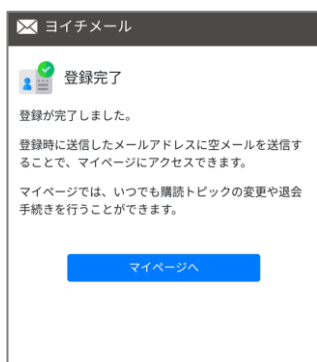 ヨイチメール
登録完了
登録が完了しました。
登録時に送信したメールアドレスに空メールを送信す
ることで、マイページにアクセスできます。
マイページでは、いつでも購読トピックの変更や退会
手続きを行うことができます。
マイページへ